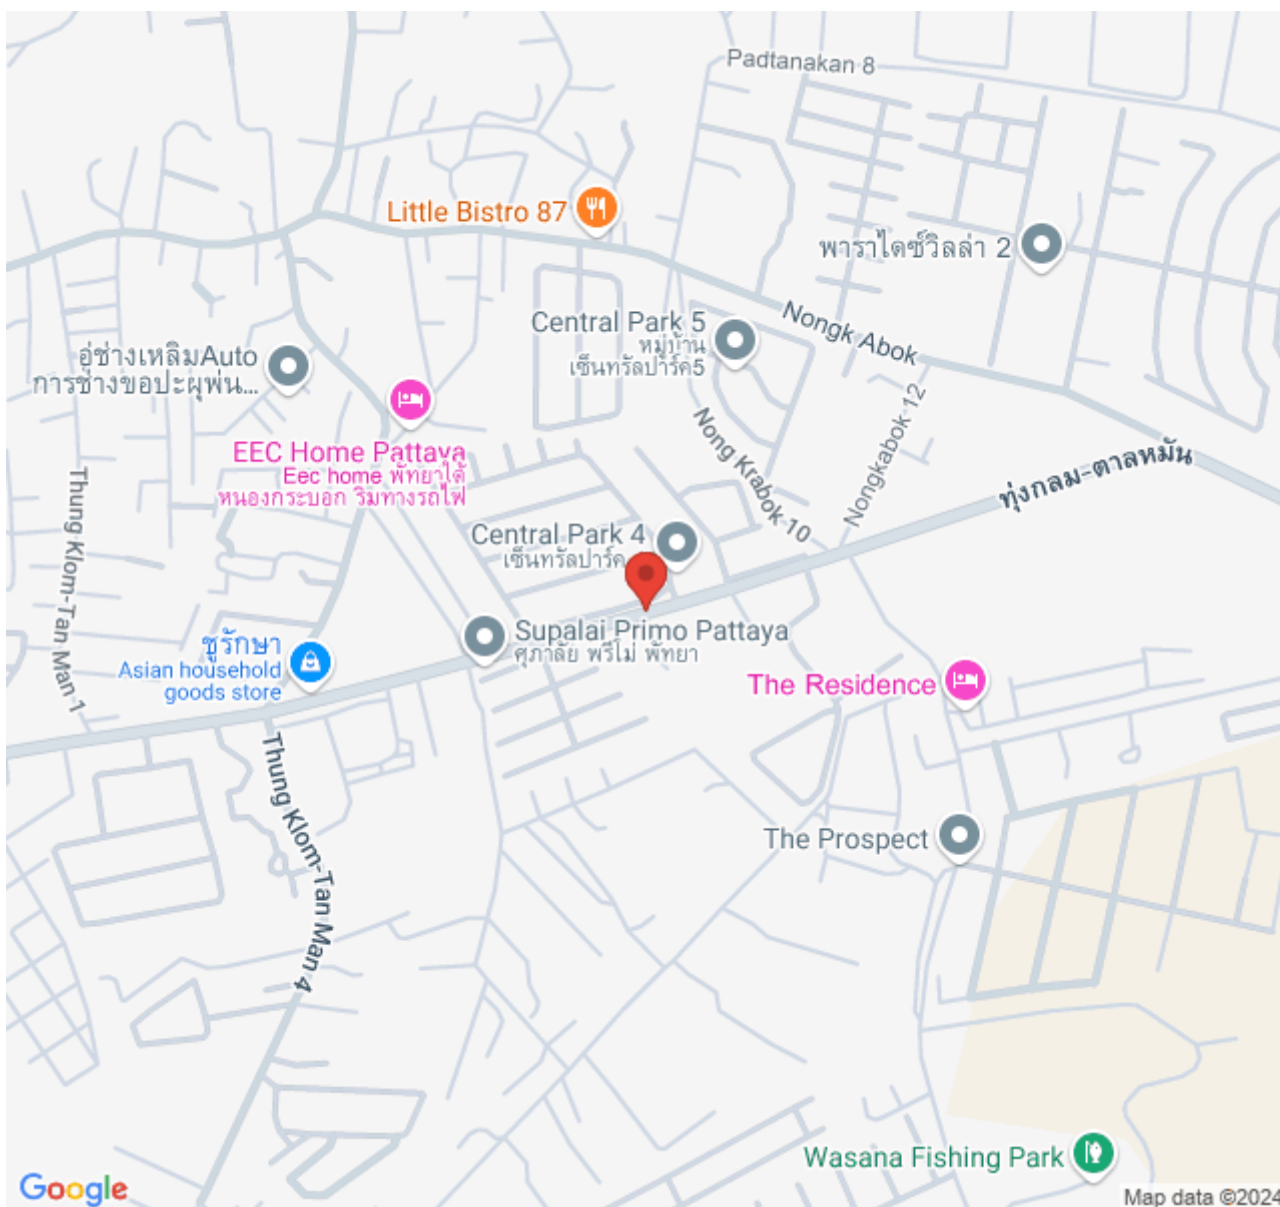 Padtanakan 8
Little Bistro 87
พาราไดซ์วิลล่า 2
Nongk Abok
Central Park 5
หมู่บ้าน
เซ็นทรัลปาร์ค5
อู่ช่างเหลิมAuto
การช่างขอปะผุพ่น...
EEC Home Pattaya
Eec home พัทยาใต้
หนองกระบอก ริมทางรถไฟ
Nong Krabok 10
Nongkabok 12
ทุ่งกลม-ตาลหมัน
Thung Klom-Tan Man 1
Central Park 4
เซ็นทรัลปาร์ค
Supalai Primo Pattaya
ศุภาลัย พรีโม่ พัทยา
ชูรักษา
Asian household
goods store
The Residence
Thung Klom-Tan Man 4
The Prospect
Wasana Fishing Park
Google
Map data ©2024